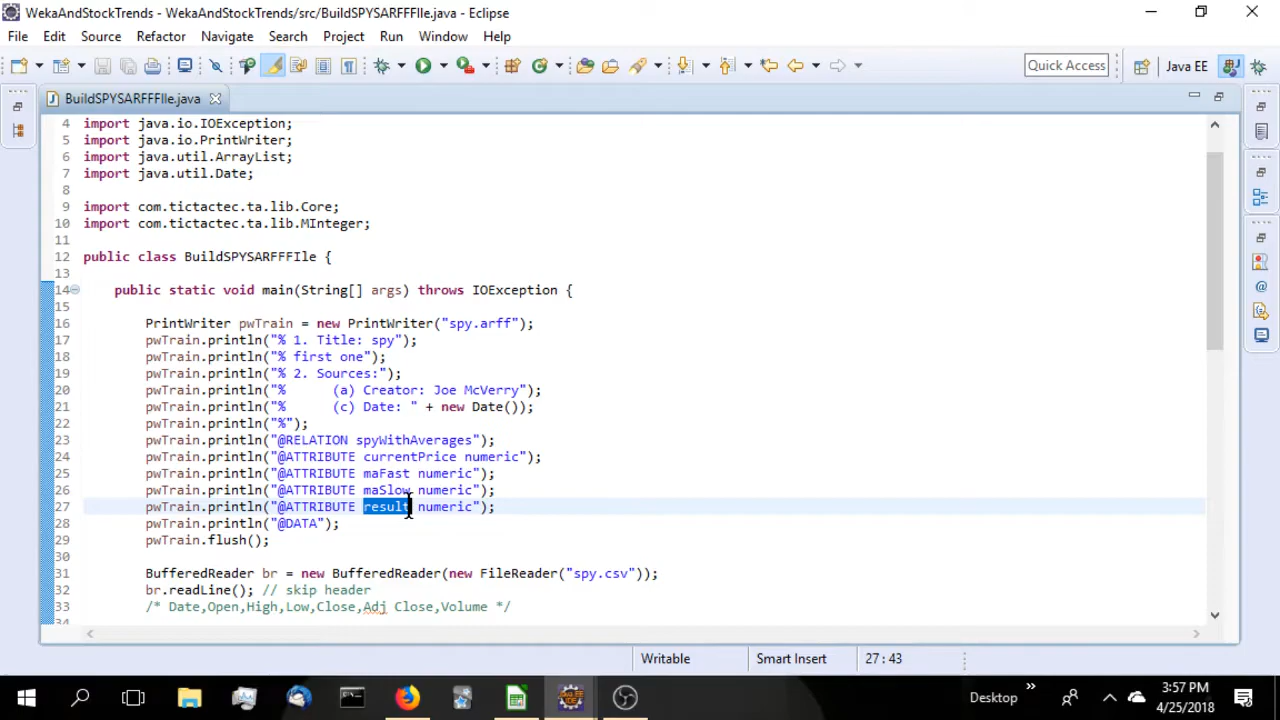 WekaAndStockTrends - WekaAndStockTrends/src/BuildSPYSARFFFIle.java - Eclipse
File Edit Source Refactor Navigate Search Project Run Window Help
Quick Access
Java EE
BuildSPYSARFFFIle.java
4 import java.io.IOException;
5 import java.io.PrintWriter;
6 import java.util.ArrayList;
7 import java.util.Date;
8
9 import com.tictactec.ta.lib.Core;
10 import com.tictactec.ta.lib.MInteger;
11
12 public class BuildSPYSARFFFIle {
13
14 public static void main(String[] args) throws IOException {
15
16 PrintWriter pwTrain = new PrintWriter("spy.arff");
17 pwTrain.println("% 1. Title: spy");
18 pwTrain.println("% first one");
19 pwTrain.println("% 2. Sources:");
20 pwTrain.println("%      (a) Creator: Joe McVerry");
21 pwTrain.println("%      (c) Date: " + new Date());
22 pwTrain.println("%");
23 pwTrain.println("@RELATION spyWithAverages");
24 pwTrain.println("@ATTRIBUTE currentPrice numeric");
25 pwTrain.println("@ATTRIBUTE maFast numeric");
26 pwTrain.println("@ATTRIBUTE maSlow numeric");
27 pwTrain.println("@ATTRIBUTE result numeric");
28 pwTrain.println("@DATA");
29 pwTrain.flush();
30
31 BufferedReader br = new BufferedReader(new FileReader("spy.csv"));
32 br.readLine(); // skip header
33 /* Date,Open,High,Low,Close,Adj Close,Volume */
34
Writable Smart Insert 27 : 43
Desktop
3:57 PM
4/25/2018